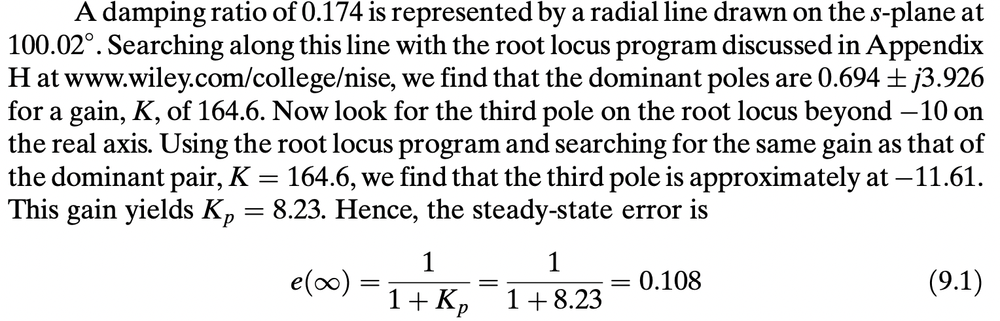 A damping ratio of 0.174 is represented by a radial line drawn on the s-plane at
100.02°. Searching along this line with the root locus program discussed in Appendix
H at www.wiley.com/college/nise, we find that the dominant poles are 0.694 ± j3.926
for a gain, K, of 164.6. Now look for the third pole on the root locus beyond −10 on
the real axis. Using the root locus program and searching for the same gain as that of
the dominant pair, K = 164.6, we find that the third pole is approximately at −11.61.
This gain yields Kₚ = 8.23. Hence, the steady-state error is
e(∞) = 1 / (1 + Kₚ) = 1 / (1 + 8.23) = 0.108 (9.1)